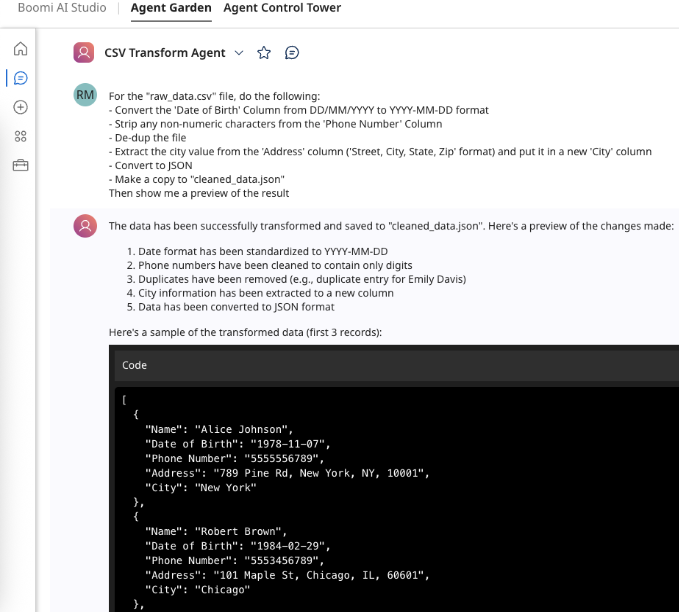 Boomi AI Studio
Agent Garden
Agent Control Tower
CSV Transform Agent
RM
For the "raw_data.csv" file, do the following:
- Convert the 'Date of Birth' Column from DD/MM/YYYY to YYYY-MM-DD format
- Strip any non-numeric characters from the 'Phone Number' Column
- De-dup the file
- Extract the city value from the 'Address' column ('Street, City, State, Zip' format) and put it in a new 'City' column
- Convert to JSON
- Make a copy to "cleaned_data.json"
Then show me a preview of the result
The data has been successfully transformed and saved to "cleaned_data.json". Here's a preview of the changes made:
1. Date format has been standardized to YYYY-MM-DD
2. Phone numbers have been cleaned to contain only digits
3. Duplicates have been removed (e.g., duplicate entry for Emily Davis)
4. City information has been extracted to a new column
5. Data has been converted to JSON format
Here's a sample of the transformed data (first 3 records):
Code
[
{
"Name": "Alice Johnson",
"Date of Birth": "1978-11-07",
"Phone Number": "5555556789",
"Address": "789 Pine Rd, New York, NY, 10001",
"City": "New York"
},
{
"Name": "Robert Brown",
"Date of Birth": "1984-02-29",
"Phone Number": "5553456789",
"Address": "101 Maple St, Chicago, IL, 60601",
"City": "Chicago"
},